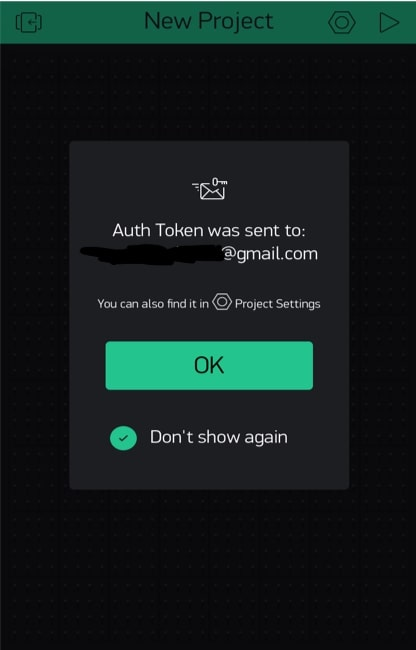 New Project
Auth Token was sent to:
@gmail.com
You can also find it in Project Settings
OK
Don't show again